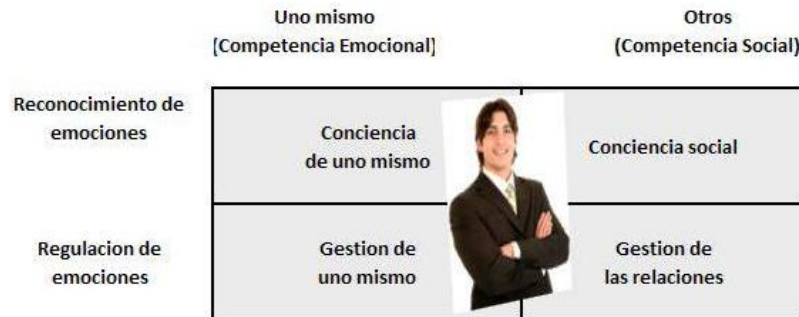 Uno mismo
(Competencia Emocional)
Otros
(Competencia Social)
Reconocimiento de
emociones
Conciencia
de uno mismo
Conciencia social
Regulacion de
emociones
Gestion de
uno mismo
Gestion de
las relaciones